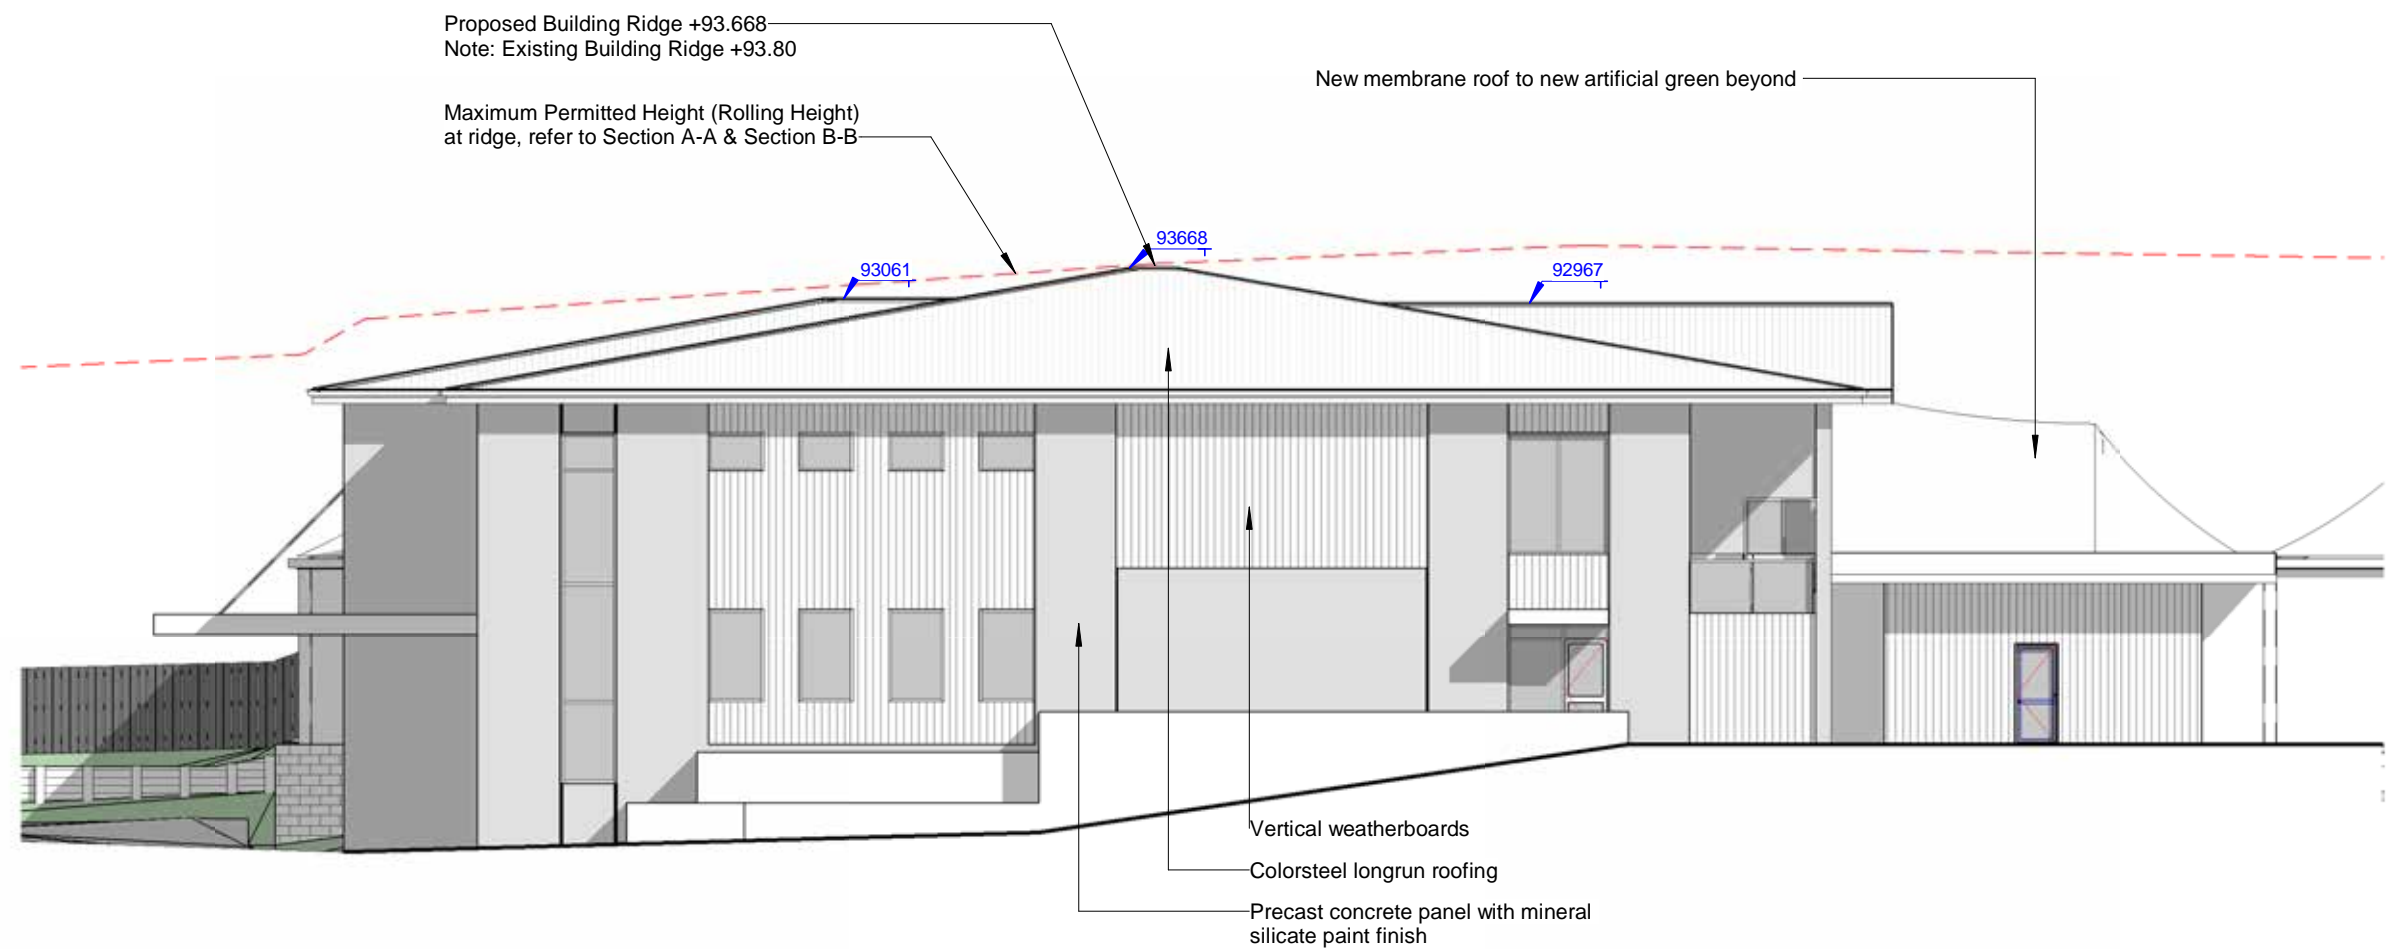 Proposed Building Ridge +93.668
Note: Existing Building Ridge +93.80
New membrane roof to new artificial green beyond
Maximum Permitted Height (Rolling Height)
at ridge, refer to Section A-A & Section B-B
93668
93061
92967
Vertical weatherboards
Colorsteel longrun roofing
Precast concrete panel with mineral
silicate paint finish